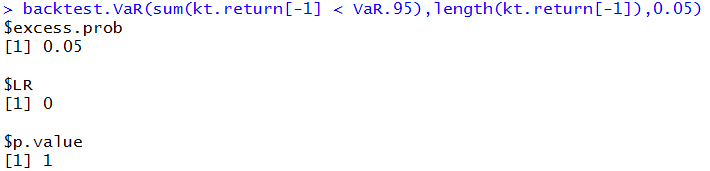 > backtest.VaR(sum(kt.return[-1] < VaR.95),length(kt.return[-1]),0.05)
$excess.prob
[1] 0.05
$LR
[1] 0
$p.value
[1] 1